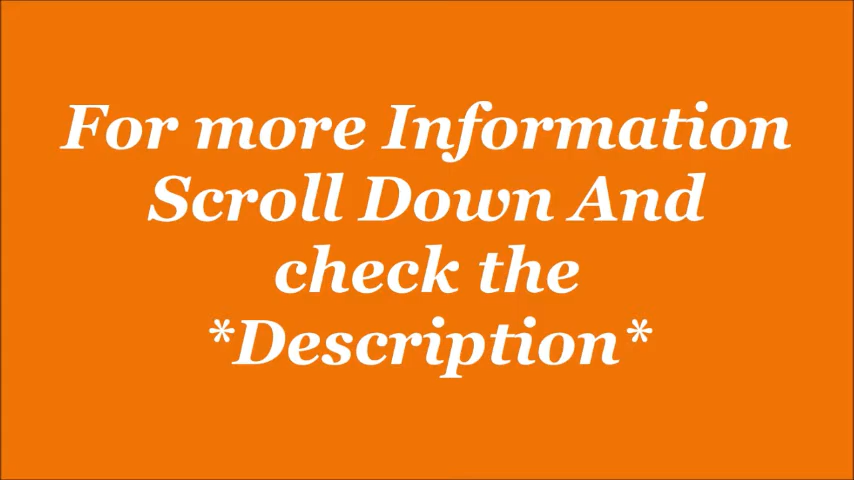 For more Information
Scroll Down And
check the
*Description*